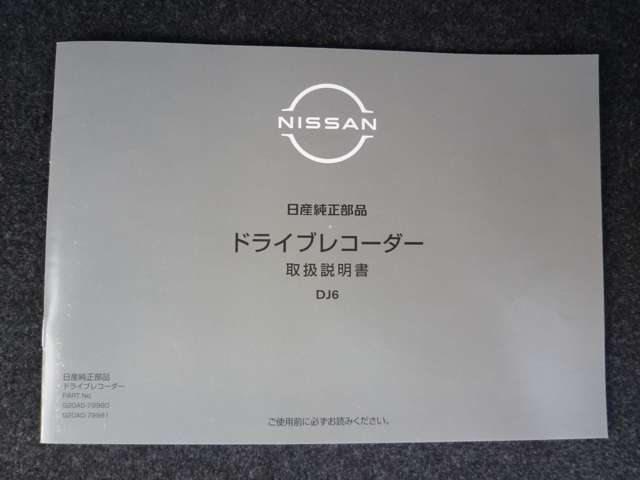 NISSAN
日産純正部品
ドライブレコーダー
取扱説明書
DJ6
日産純正部品
ドライブレコーダー
PART No.
G20A0-79980
G20A0-79981
ご使用前に必ずお読みください。